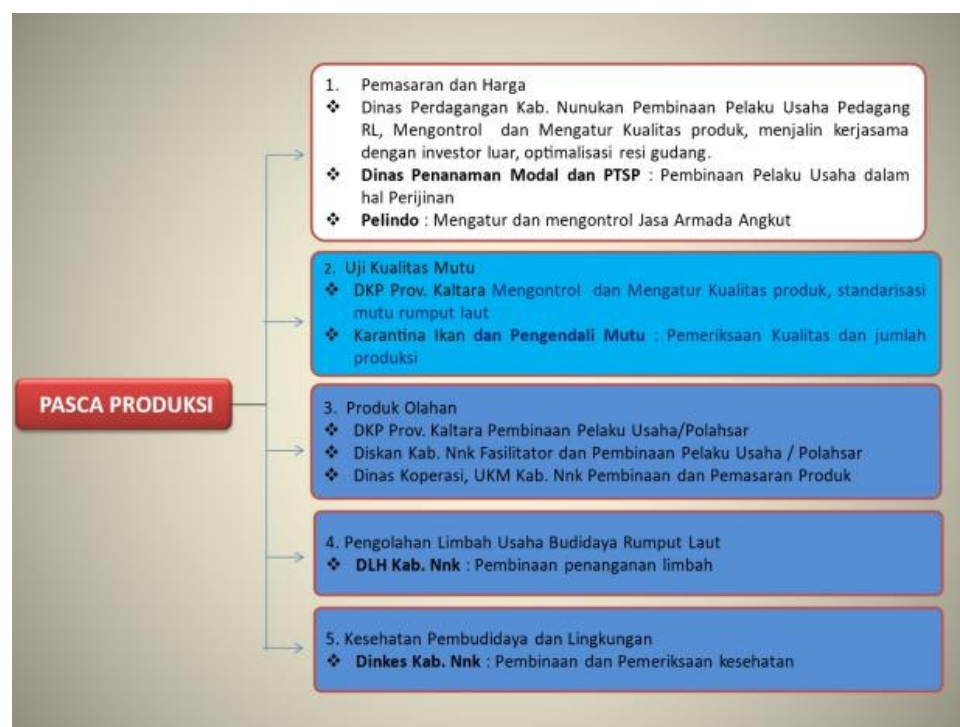 PASCA PRODUKSI
1. Pemasaran dan Harga
❖ Dinas Perdagangan Kab. Nunukan Pembinaan Pelaku Usaha Pedagang
RL, Mengontrol dan Mengatur Kualitas produk, menjalin kerjasama
dengan investor luar, optimalisasi resi gudang.
❖ Dinas Penanaman Modal dan PTSP : Pembinaan Pelaku Usaha dalam
hal Perijinan
❖ Pelindo : Mengatur dan mengontrol Jasa Armada Angkut
2. Uji Kualitas Mutu
❖ DKP Prov. Kaltara Mengontrol dan Mengatur Kualitas produk, standarisasi
mutu rumput laut
❖ Karantina Ikan dan Pengendali Mutu : Pemeriksaan Kualitas dan jumlah
produksi
3. Produk Olahan
❖ DKP Prov. Kaltara Pembinaan Pelaku Usaha/Polahsar
❖ Diskan Kab. Nnk Fasilitator dan Pembinaan Pelaku Usaha / Polahsar
❖ Dinas Koperasi, UKM Kab. Nnk Pembinaan dan Pemasaran Produk
4. Pengolahan Limbah Usaha Budidaya Rumput Laut
❖ DLH Kab. Nnk : Pembinaan penanganan limbah
5. Kesehatan Pembudidaya dan Lingkungan
❖ Dinkes Kab. Nnk : Pembinaan dan Pemeriksaan kesehatan